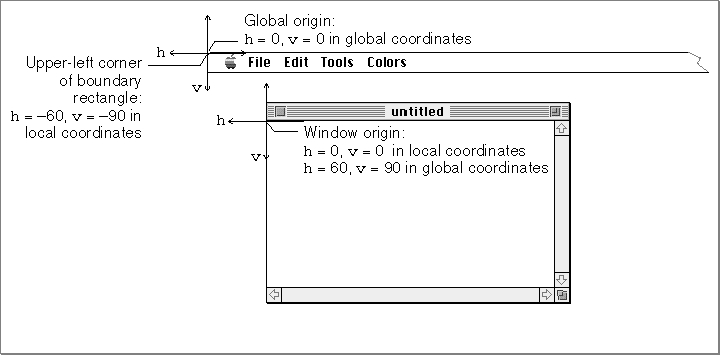 Global origin:
h = 0, v = 0 in global coordinates
h
File Edit Tools Colors
Upper-left corner
of boundary
rectangle:
h = –60, v = –90 in
local coordinates
v
untitled
h
Window origin:
h = 0, v = 0 in local coordinates
v
h = 60, v = 90 in global coordinates